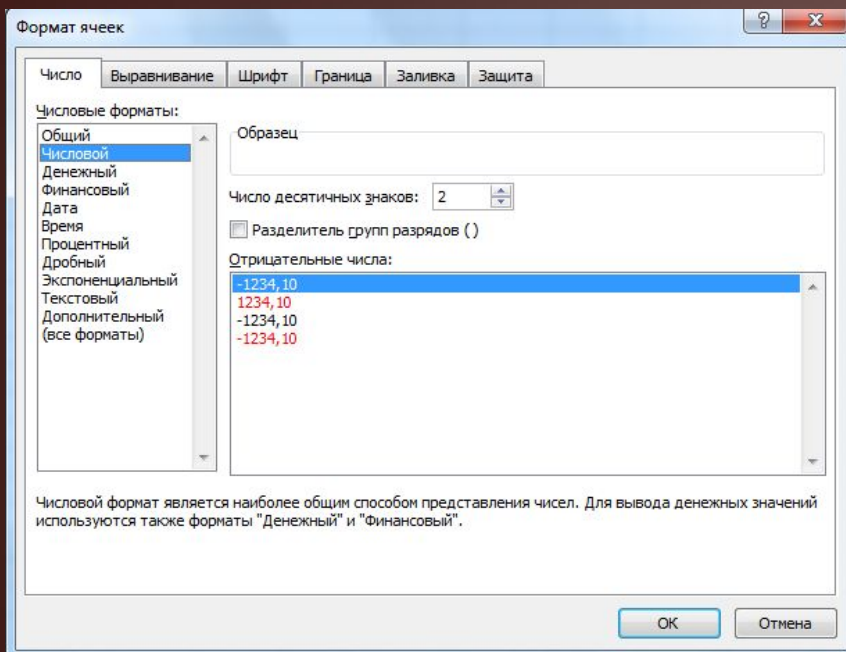 Формат ячеек
Число Выравнивание Шрифт Граница Заливка Защита
Числовые форматы:
Общий
Числовой
Денежный
Финансовый
Дата
Время
Процентный
Дробный
Экспоненциальный
Текстовый
Дополнительный
(все форматы)
Образец
Число десятичных знаков: 2
Разделитель групп разрядов ( )
Отрицательные числа:
-1234,10
1234,10
-1234,10
-1234,10
Числовой формат является наиболее общим способом представления чисел. Для вывода денежных значений
используются также форматы "Денежный" и "Финансовый".
ОК Отмена